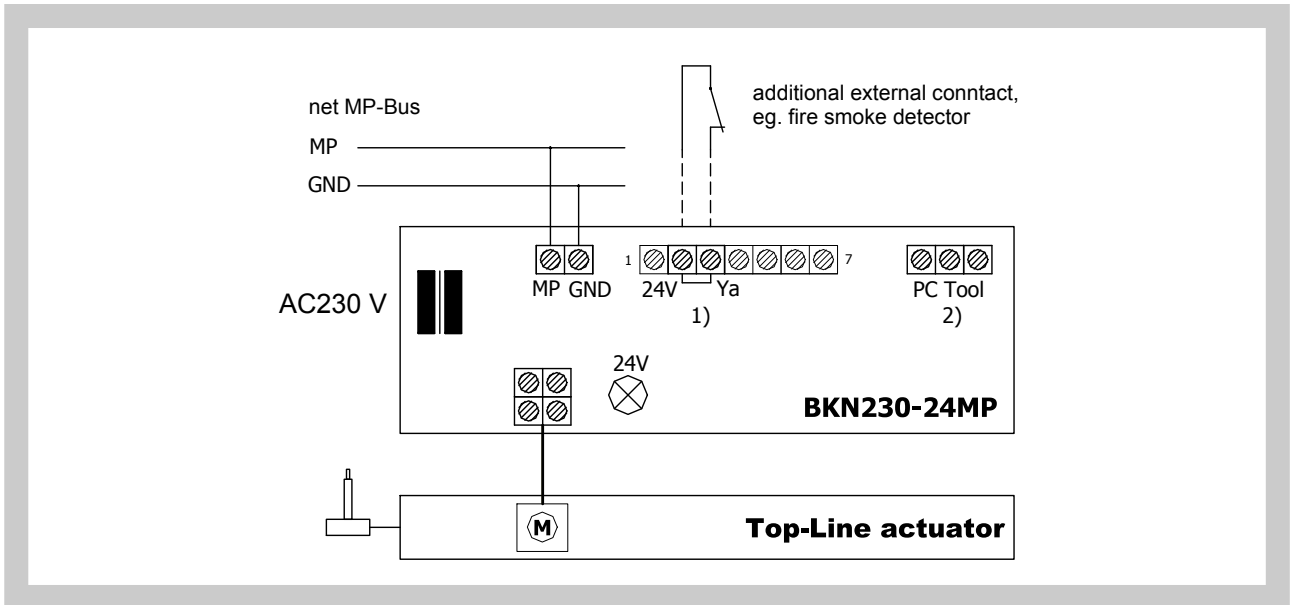 net MP-Bus
additional external conntact,
eg. fire smoke detector
MP
GND
1 7
MP GND 24V Ya PC Tool
1) 2)
AC230 V
24V
BKN230-24MP
M
Top-Line actuator